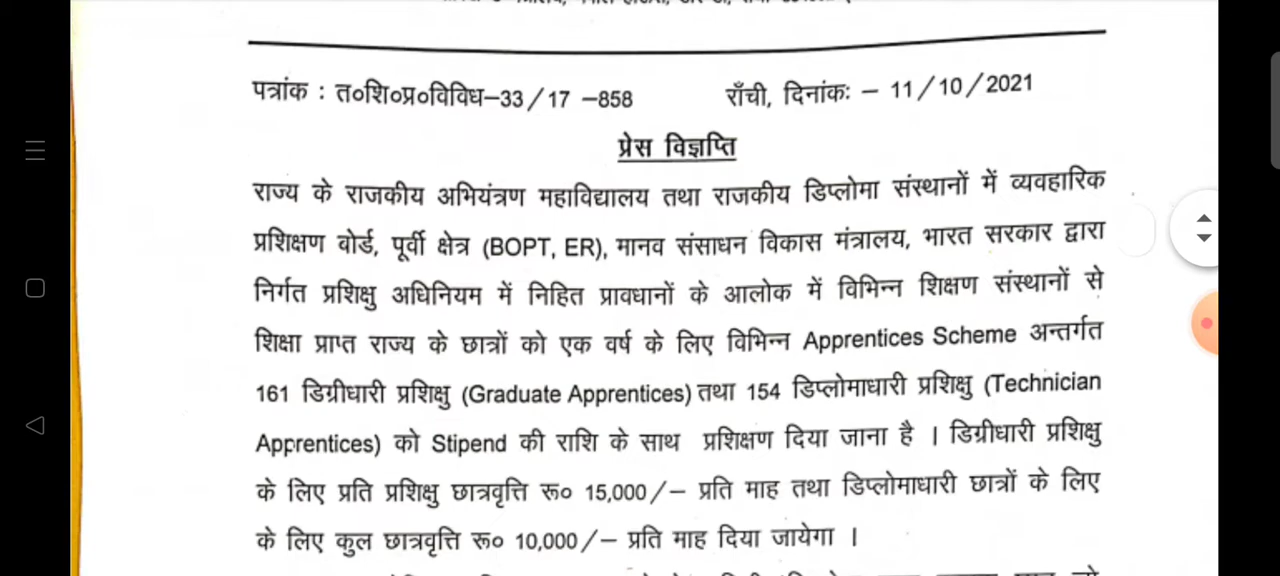 पत्रांक : त०शि०प्र०विविध–33/17 –858 राँची, दिनांकः – 11/10/2021
प्रेस विज्ञप्ति
राज्य के राजकीय अभियंत्रण महाविद्यालय तथा राजकीय डिप्लोमा संस्थानों में व्यवहारिक
प्रशिक्षण बोर्ड, पूर्वी क्षेत्र (BOPT, ER), मानव संसाधन विकास मंत्रालय, भारत सरकार द्वारा
निर्गत प्रशिक्षु अधिनियम में निहित प्रावधानों के आलोक में विभिन्न शिक्षण संस्थानों से
शिक्षा प्राप्त राज्य के छात्रों को एक वर्ष के लिए विभिन्न Apprentices Scheme अन्तर्गत
161 डिग्रीधारी प्रशिक्षु (Graduate Apprentices) तथा 154 डिप्लोमाधारी प्रशिक्षु (Technician
Apprentices) को Stipend की राशि के साथ प्रशिक्षण दिया जाना है । डिग्रीधारी प्रशिक्षु
के लिए प्रति प्रशिक्षु छात्रवृत्ति रू० 15,000/– प्रति माह तथा डिप्लोमाधारी छात्रों के लिए
के लिए कुल छात्रवृत्ति रू० 10,000/– प्रति माह दिया जायेगा ।